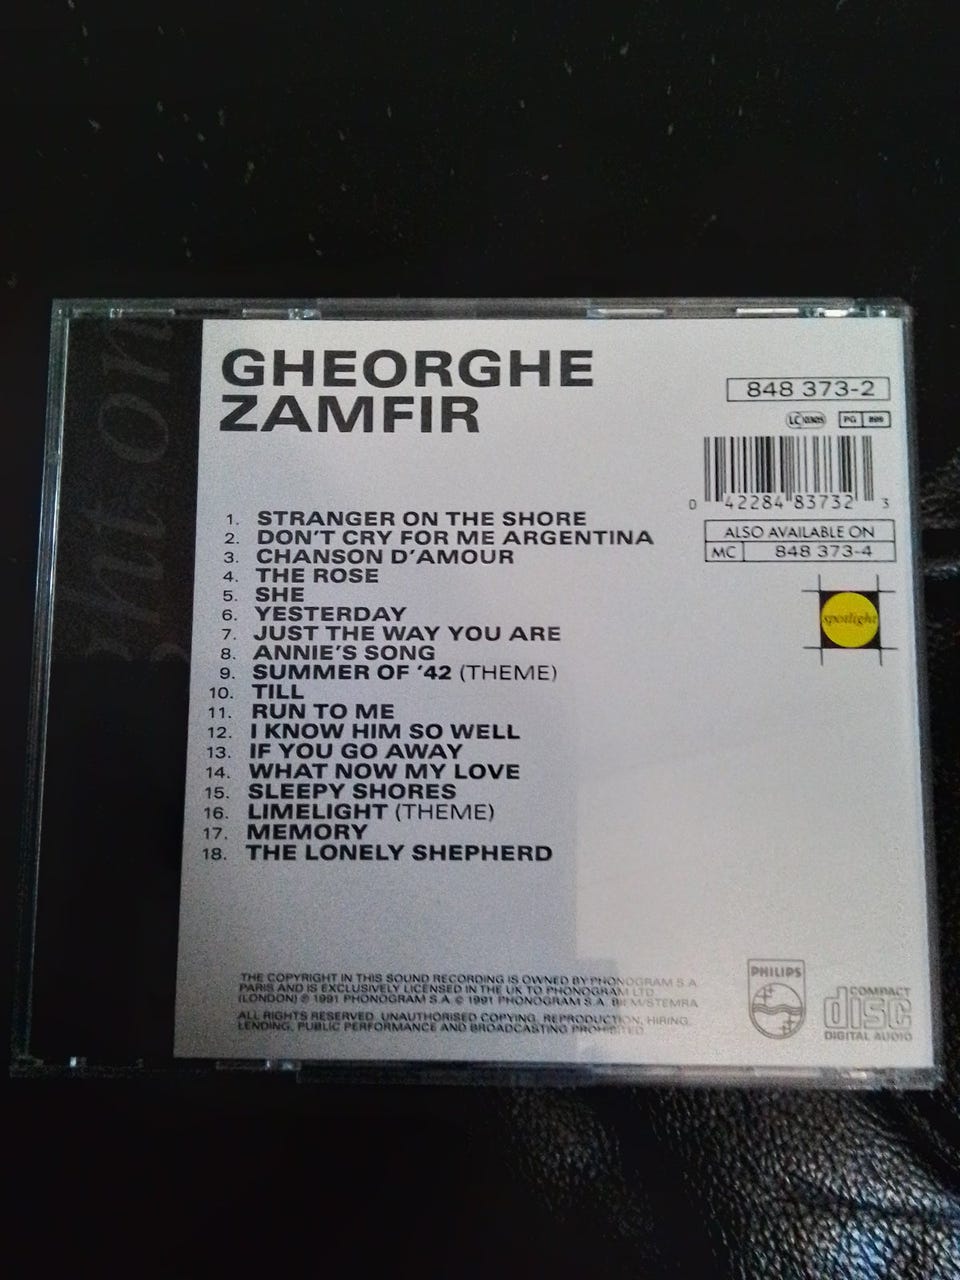 GHEORGHE
ZAMFIR
848 373-2
LC 0305
PG 898
0 42284 83732 3
ALSO AVAILABLE ON
MC 848 373-4
spotlight
1. STRANGER ON THE SHORE
2. DON'T CRY FOR ME ARGENTINA
3. CHANSON D'AMOUR
4. THE ROSE
5. SHE
6. YESTERDAY
7. JUST THE WAY YOU ARE
8. ANNIE'S SONG
9. SUMMER OF '42 (THEME)
10. TILL
11. RUN TO ME
12. I KNOW HIM SO WELL
13. IF YOU GO AWAY
14. WHAT NOW MY LOVE
15. SLEEPY SHORES
16. LIMELIGHT (THEME)
17. MEMORY
18. THE LONELY SHEPHERD
THE COPYRIGHT IN THIS SOUND RECORDING IS OWNED BY PHONOGRAM S.A.
PARIS AND IS EXCLUSIVELY LICENSED IN THE UK TO PHONOGRAM LTD
(LONDON) ℗ 1991 PHONOGRAM S.A. © 1991 PHONOGRAM S.A. BIEM/STEMRA
ALL RIGHTS RESERVED. UNAUTHORISED COPYING, REPRODUCTION, HIRING,
LENDING, PUBLIC PERFORMANCE AND BROADCASTING PROHIBITED
PHILIPS
COMPACT
disc
DIGITAL AUDIO